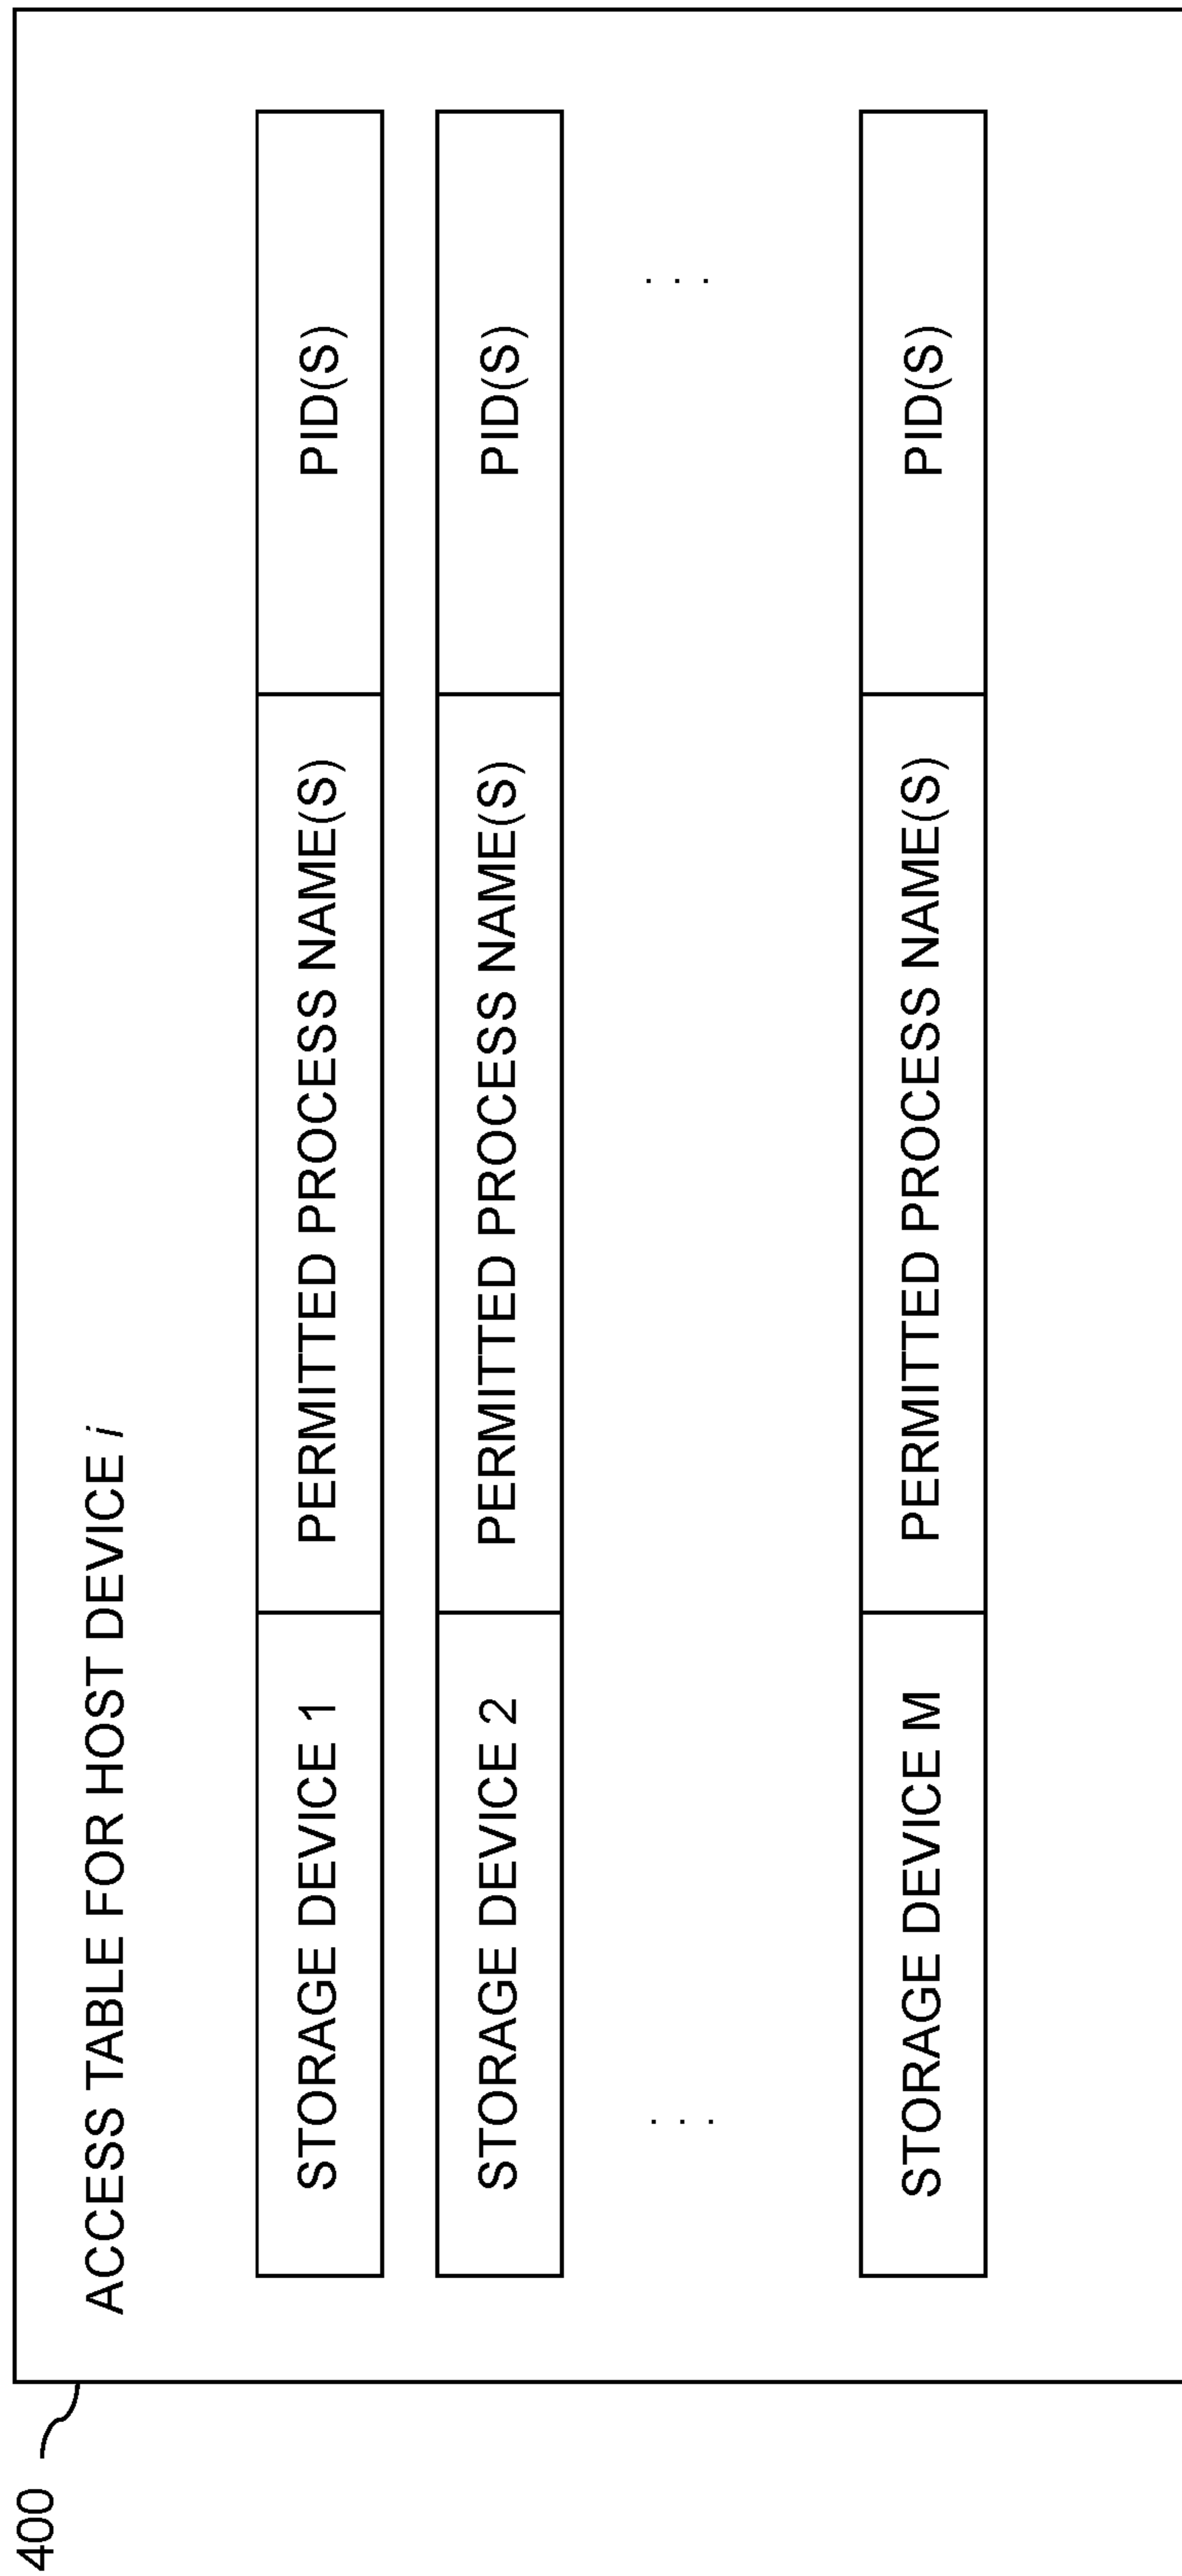 400
ACCESS TABLE FOR HOST DEVICE i
STORAGE DEVICE 1 PERMITTED PROCESS NAME(S) PID(S)
STORAGE DEVICE 2 PERMITTED PROCESS NAME(S) PID(S)
. . . . . .
STORAGE DEVICE M PERMITTED PROCESS NAME(S) PID(S)